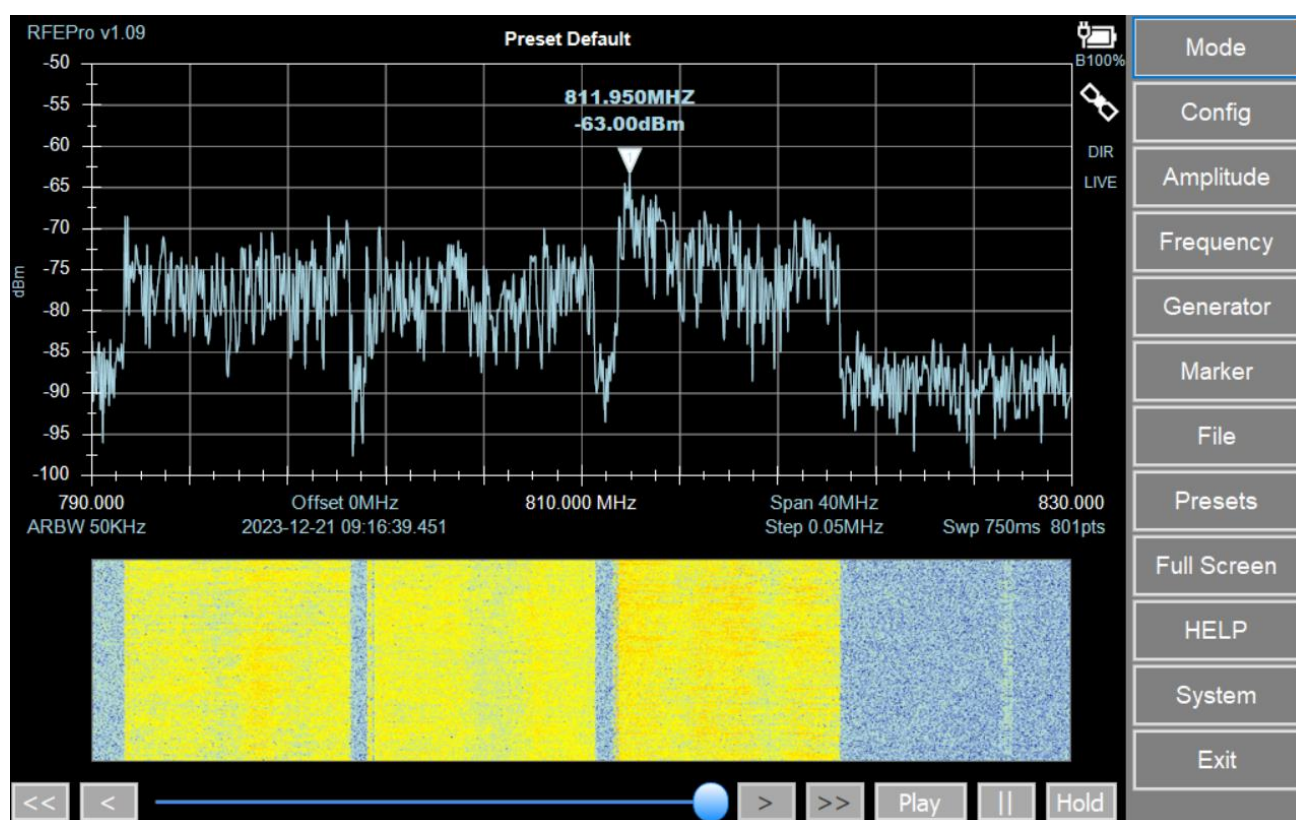 RFEPro v1.09
Preset Default
B100%
-50
-55
-60
-65
-70
-75
-80
-85
-90
-95
-100
dBm
811.950MHZ
-63.00dBm
DIR
LIVE
790.000 Offset 0MHz 810.000 MHz Span 40MHz 830.000
ARBW 50KHz 2023-12-21 09:16:39.451 Step 0.05MHz Swp 750ms 801pts
<< < > >> Play || Hold
Mode
Config
Amplitude
Frequency
Generator
Marker
File
Presets
Full Screen
HELP
System
Exit